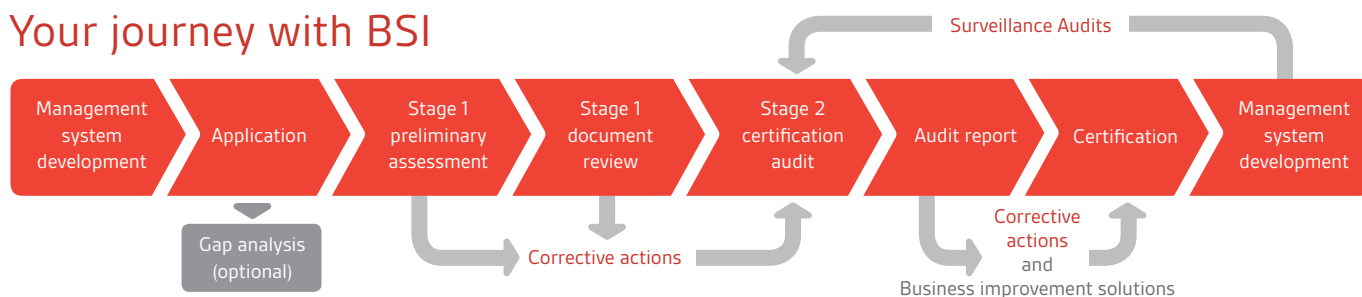 Your journey with BSI
Surveillance Audits
Management
system
development
Application
Stage 1
preliminary
assessment
Stage 1
document
review
Stage 2
certification
audit
Audit report
Certification
Management
system
development
Gap analysis
(optional)
Corrective actions
Corrective
actions
and
Business improvement solutions